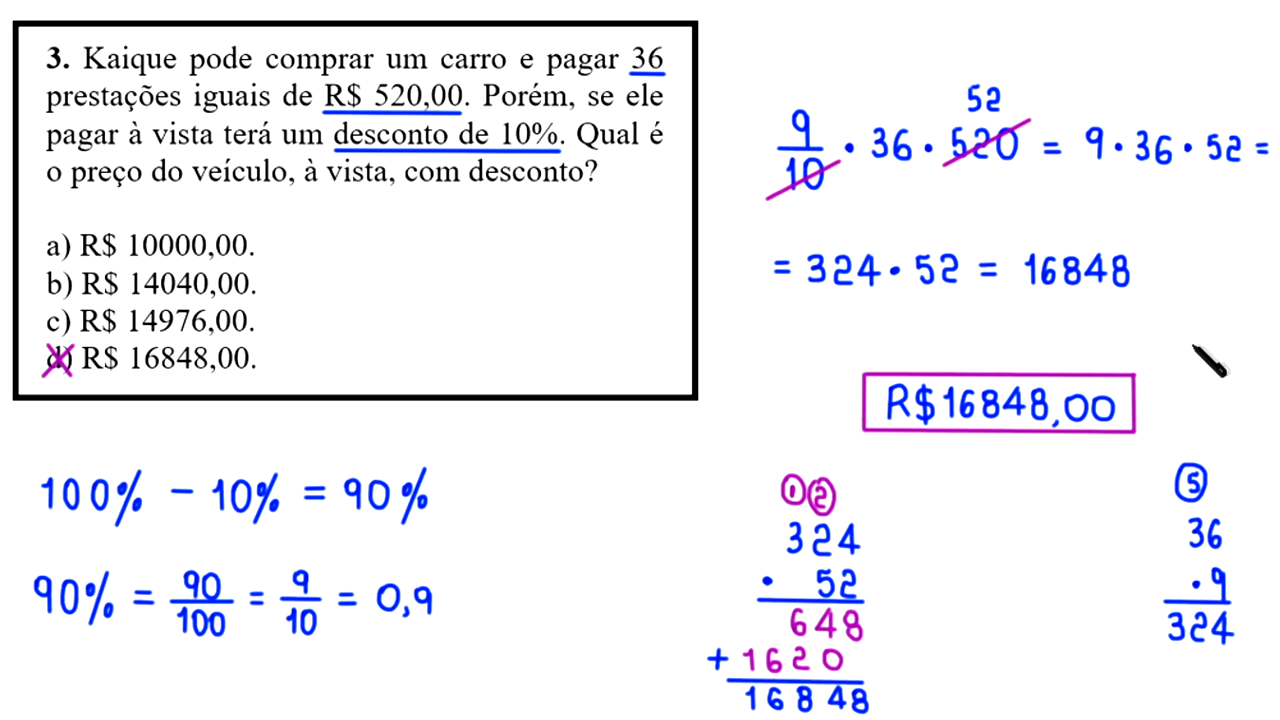 3. Kaique pode comprar um carro e pagar 36
prestações iguais de R$ 520,00. Porém, se ele
pagar à vista terá um desconto de 10%. Qual é
o preço do veículo, à vista, com desconto?
a) R$ 10000,00.
b) R$ 14040,00.
c) R$ 14976,00.
d) R$ 16848,00.
100% - 10% = 90%
90% = 90/100 = 9/10 = 0,9
52
9/10 · 36 · 520 = 9 · 36 · 52 =
= 324 · 52 = 16848
R$16848,00
1 2
324
· 52
648
+ 1620
16848
5
36
· 9
324